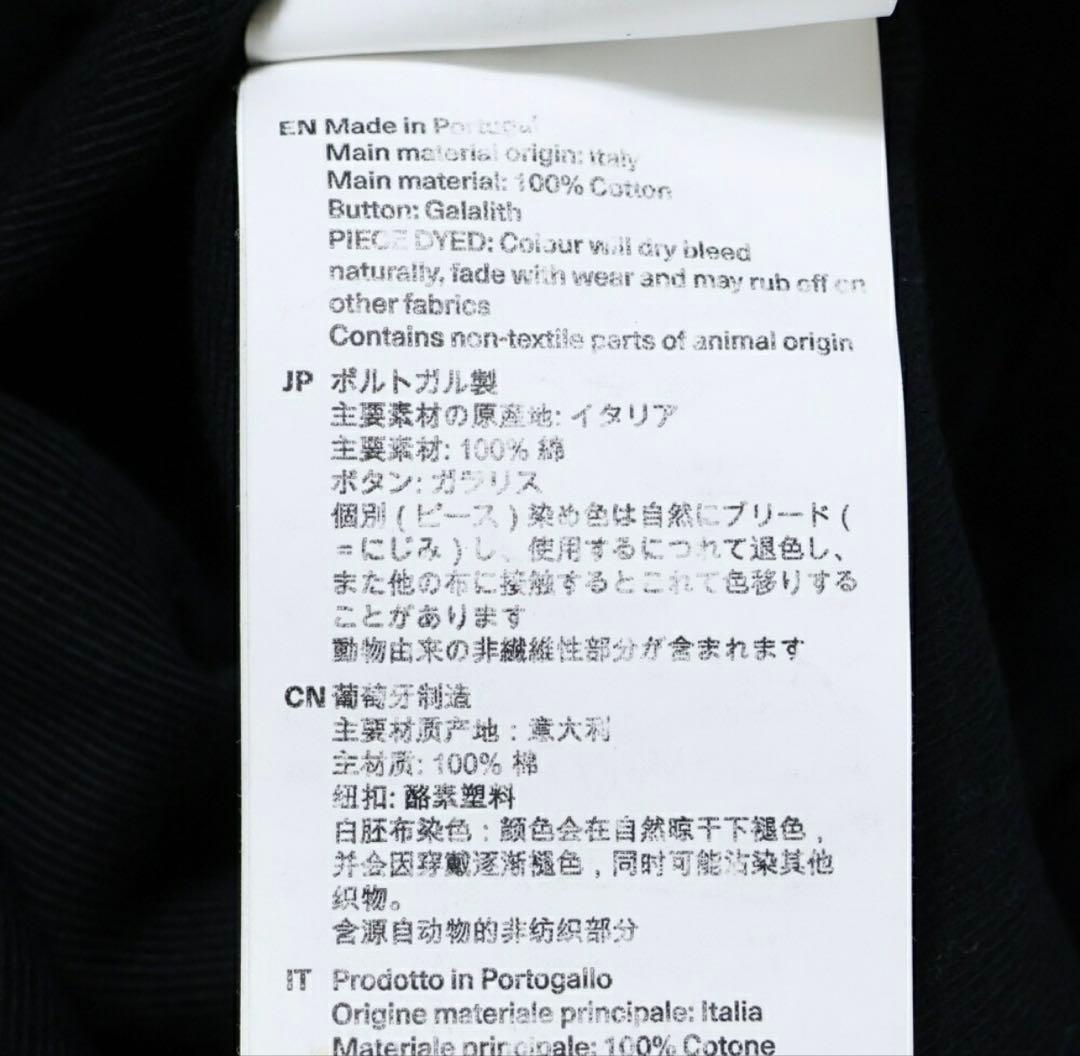 EN Made in Portugal
Main material origin: Italy
Main material: 100% Cotton
Button: Galalith
PIECE DYED: Colour will dry bleed
naturally, fade with wear and may rub off on
other fabrics
Contains non-textile parts of animal origin
JP ポルトガル製
主要素材の原産地: イタリア
主要素材: 100% 綿
ボタン: ガラリス
個別 ( ピース ) 染め色は自然にブリード (
=にじみ ) し、使用するにつれて退色し、
また他の布に接触するとこれて色移りする
ことがあります
動物由来の非繊維性部分が含まれます
CN 葡萄牙制造
主要材质产地：意大利
主材质: 100% 棉
纽扣: 酪素塑料
白胚布染色：颜色会在自然晾干下褪色，
并会因穿戴逐渐褪色，同时可能沾染其他
织物。
含源自动物的非纺织部分
IT Prodotto in Portogallo
Origine materiale principale: Italia
Materiale principale: 100% Cotone